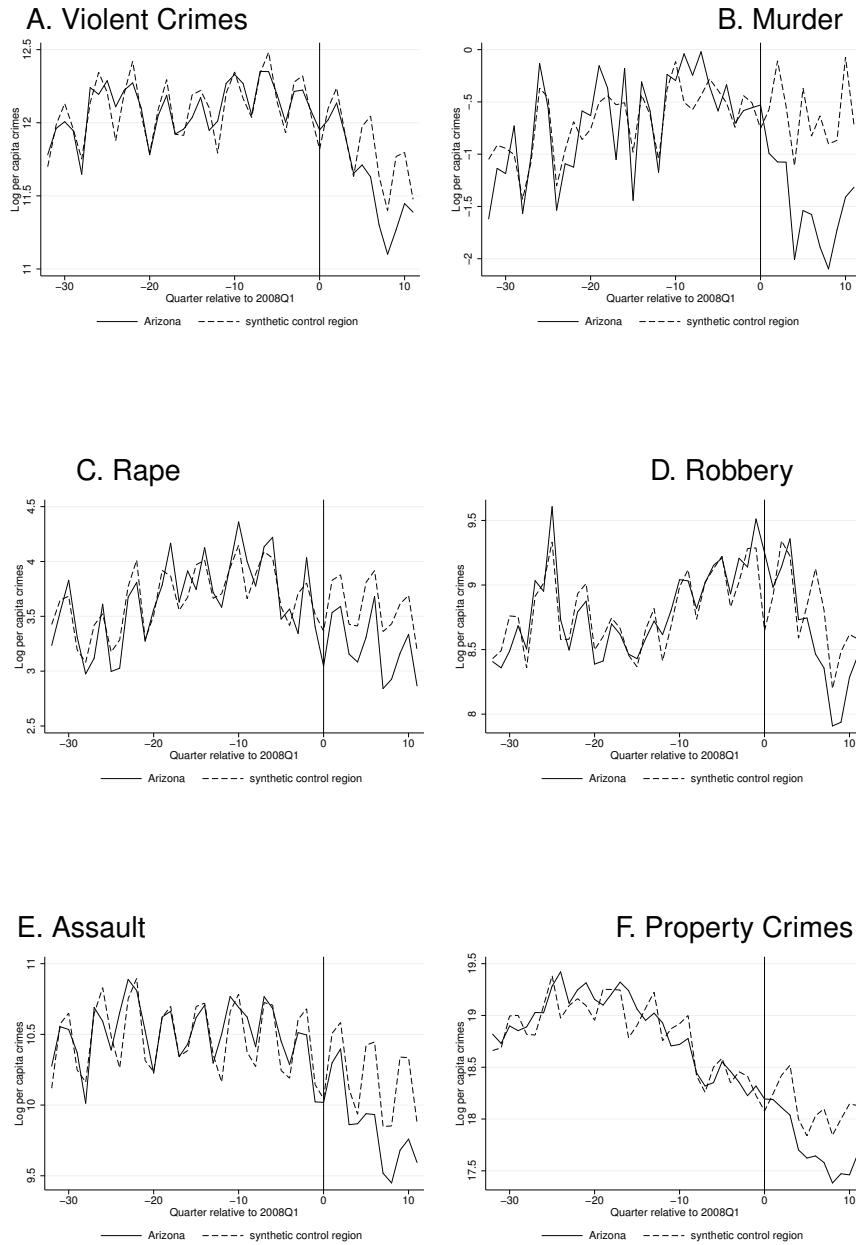 A. Violent Crimes
Log per capita crimes
11 11.5 12 12.5
−30 −20 −10 0 10
Quarter relative to 2008Q1
Arizona synthetic control region
B. Murder
Log per capita crimes
−2 −1.5 −1 −.5 0
−30 −20 −10 0 10
Quarter relative to 2008Q1
Arizona synthetic control region
C. Rape
Log per capita crimes
2.5 3 3.5 4 4.5
−30 −20 −10 0 10
Quarter relative to 2008Q1
Arizona synthetic control region
D. Robbery
Log per capita crimes
8 8.5 9 9.5
−30 −20 −10 0 10
Quarter relative to 2008Q1
Arizona synthetic control region
E. Assault
Log per capita crimes
9.5 10 10.5 11
−30 −20 −10 0 10
Quarter relative to 2008Q1
Arizona synthetic control region
F. Property Crimes
Log per capita crimes
17.5 18 18.5 19 19.5
−30 −20 −10 0 10
Quarter relative to 2008Q1
Arizona synthetic control region